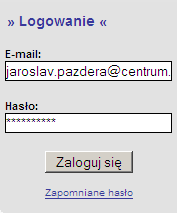 » Logowanie «
E-mail:
jaroslav.pazdera@centrum.
Hasło:
**********
Zaloguj się
Zapomniane hasło